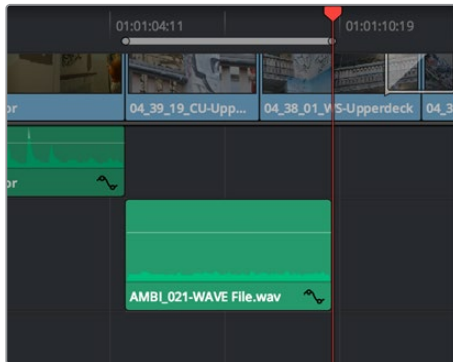 01:01:04:11
01:01:10:19
or
04_39_19_CU-Upp...
04_38_01_WS-Upperdeck
04_3
or
AMBI_021-WAVE File.wav